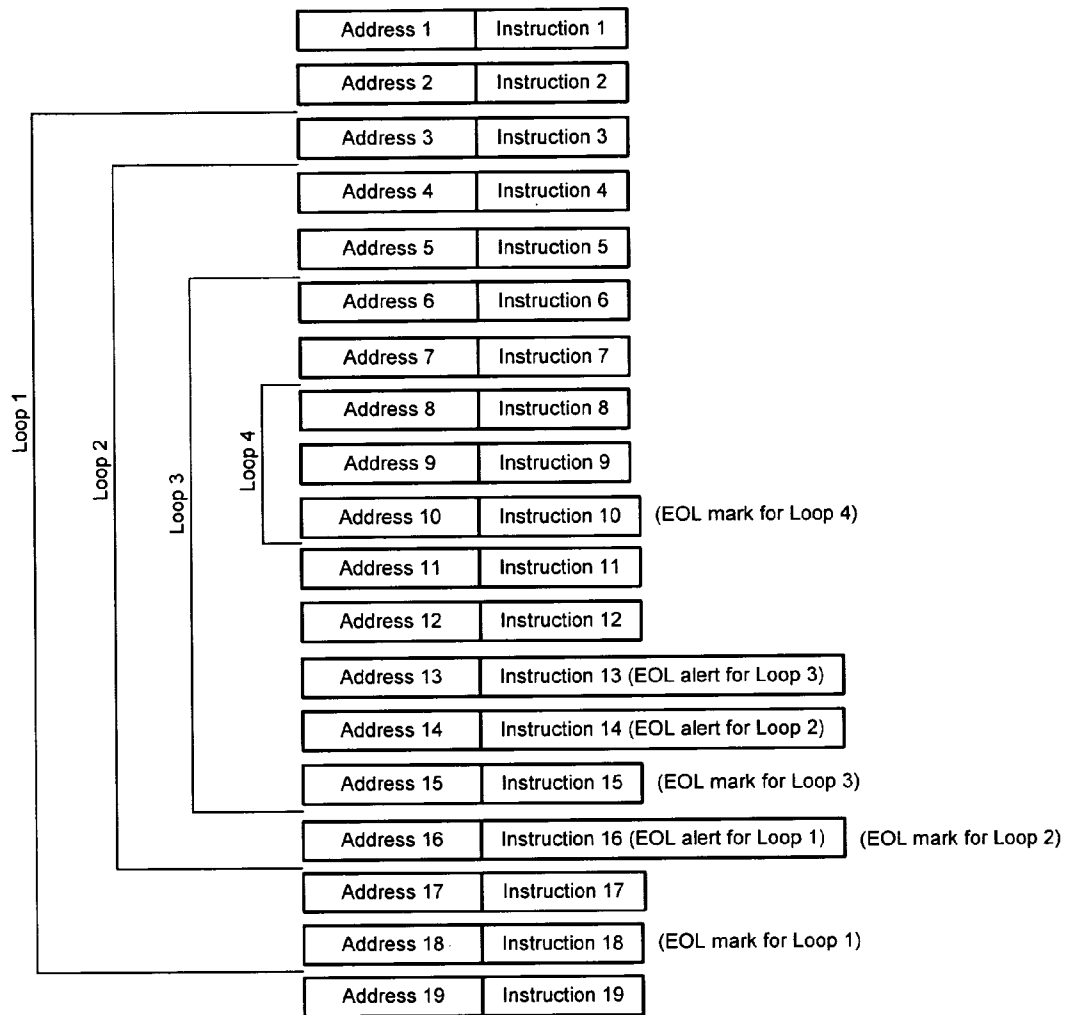 Address 1 Instruction 1
Address 2 Instruction 2
Address 3 Instruction 3
Address 4 Instruction 4
Address 5 Instruction 5
Address 6 Instruction 6
Address 7 Instruction 7
Address 8 Instruction 8
Address 9 Instruction 9
Address 10 Instruction 10 (EOL mark for Loop 4)
Address 11 Instruction 11
Address 12 Instruction 12
Address 13 Instruction 13 (EOL alert for Loop 3)
Address 14 Instruction 14 (EOL alert for Loop 2)
Address 15 Instruction 15 (EOL mark for Loop 3)
Address 16 Instruction 16 (EOL alert for Loop 1) (EOL mark for Loop 2)
Address 17 Instruction 17
Address 18 Instruction 18 (EOL mark for Loop 1)
Address 19 Instruction 19
Loop 1
Loop 2
Loop 3
Loop 4